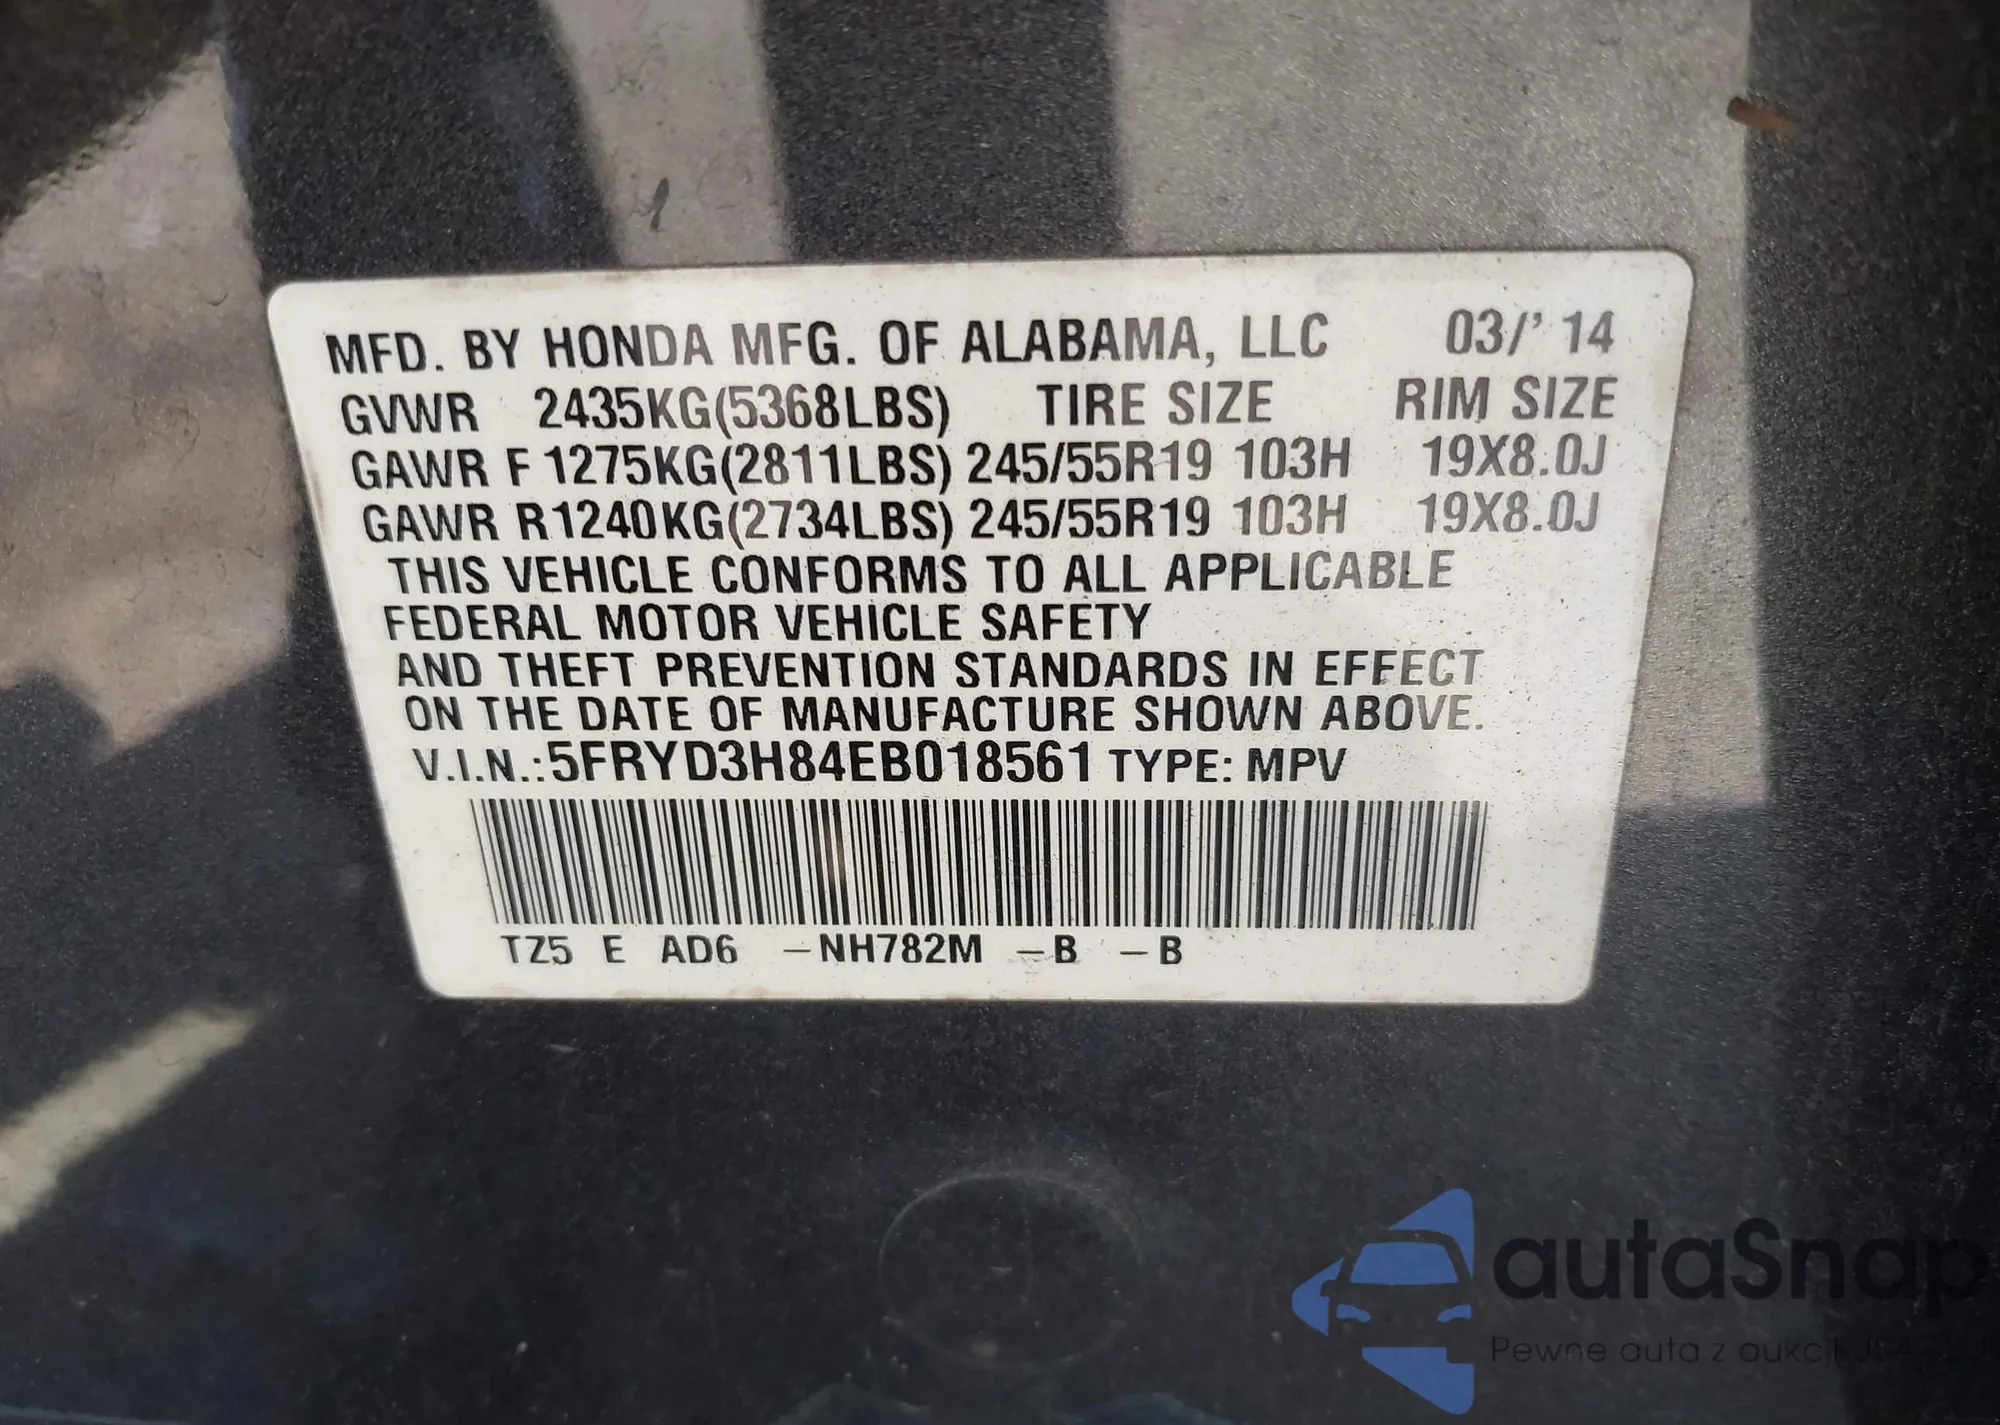 MFD. BY HONDA MFG. OF ALABAMA, LLC 03/' 14
GVWR 2435KG(5368LBS) TIRE SIZE RIM SIZE
GAWR F 1275KG(2811LBS) 245/55R19 103H 19X8.0J
GAWR R1240KG(2734LBS) 245/55R19 103H 19X8.0J
THIS VEHICLE CONFORMS TO ALL APPLICABLE
FEDERAL MOTOR VEHICLE SAFETY
AND THEFT PREVENTION STANDARDS IN EFFECT
ON THE DATE OF MANUFACTURE SHOWN ABOVE.
V.I.N.:5FRYD3H84EB018561 TYPE: MPV
TZ5 E AD6 -NH782M -B -B
autaSnap
Pewne auta z aukcji